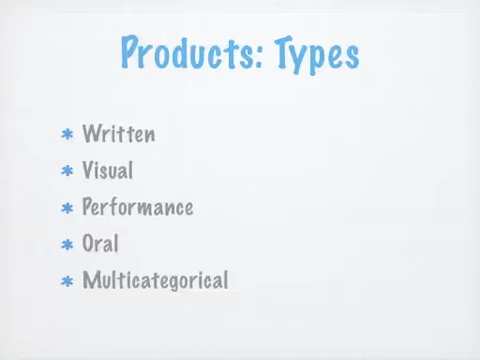 Products: Types
* Written
* Visual
* Performance
* Oral
* Multicategorical